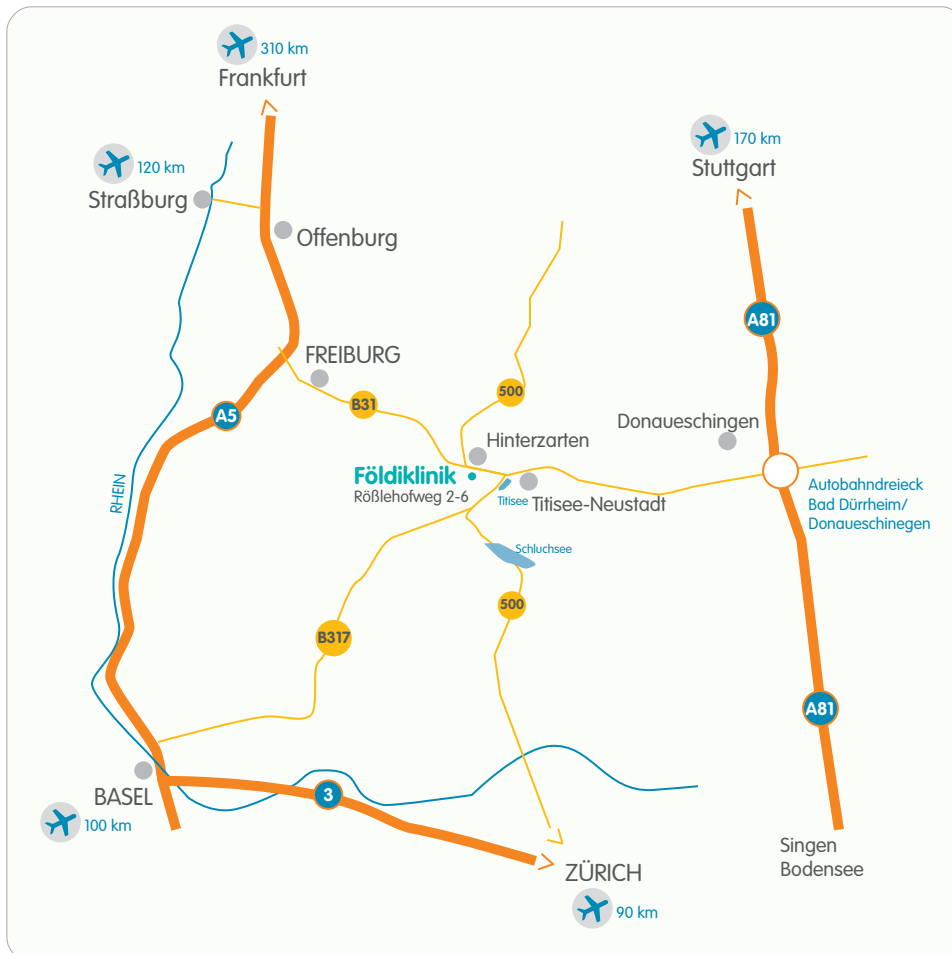 310 km
Frankfurt
170 km
Stuttgart
120 km
Straßburg
Offenburg
A81
FREIBURG
500
B31
A5
Donaueschingen
Hinterzarten
Földiklinik
Rößlehofweg 2-6
Titisee
Titisee-Neustadt
Autobahndreieck
Bad Dürrheim/
Donaueschinegen
RHEIN
Schluchsee
500
B317
A81
BASEL
3
100 km
Singen
Bodensee
ZÜRICH
90 km